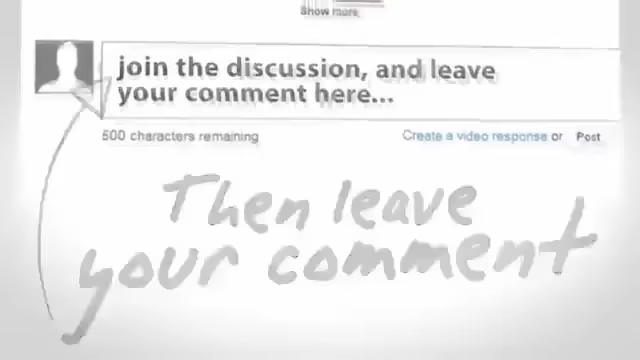 Show more
join the discussion, and leave
your comment here...
500 characters remaining
Create a video response or Post
Then leave
your comment